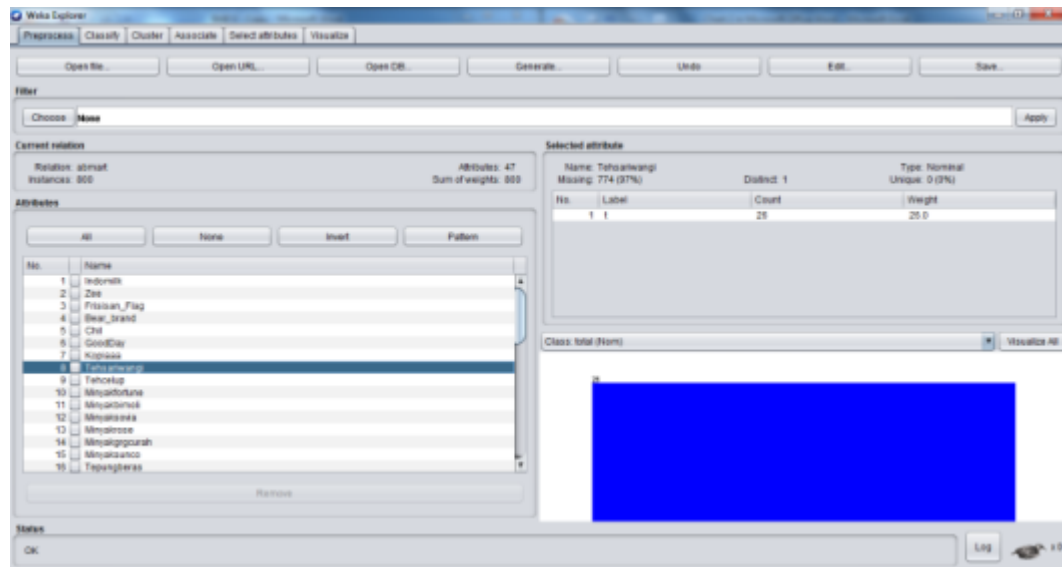 Weka Explorer
Preprocess Classify Cluster Associate Select attributes Visualize
Open file... Open URL... Open DB... Generate... Undo Edit... Save...
Filter
Choose None Apply
Current relation
Relation: abmart Attributes: 47
Instances: 800 Sum of weights: 800
Attributes
All None Invert Pattern
No. Name
1 Indomilk
2 Zee
3 Frisisan_Flag
4 Bear_brand
5 Chil
6 GoodDay
7 Kopiaaa
8 Tehsariwangi
9 Tehcelup
10 Minyakfortune
11 Minyakbimoli
12 Minyaksovia
13 Minyakrose
14 Minyakgrgcurah
15 Minyaksanco
16 Tepungberas
Remove
Selected attribute
Name: Tehsariwangi Type: Nominal
Missing: 774 (97%) Distinct: 1 Unique: 0 (0%)
No. Label Count Weight
1 t 26 26.0
Class: total (Nom) Visualize All
26
Status
OK
Log x 0